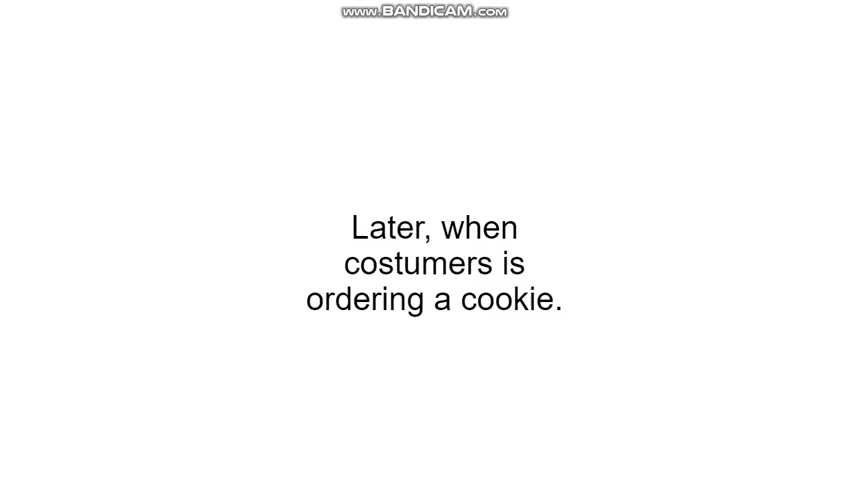 www.BANDICAM.com
Later, when
costumers is
ordering a cookie.